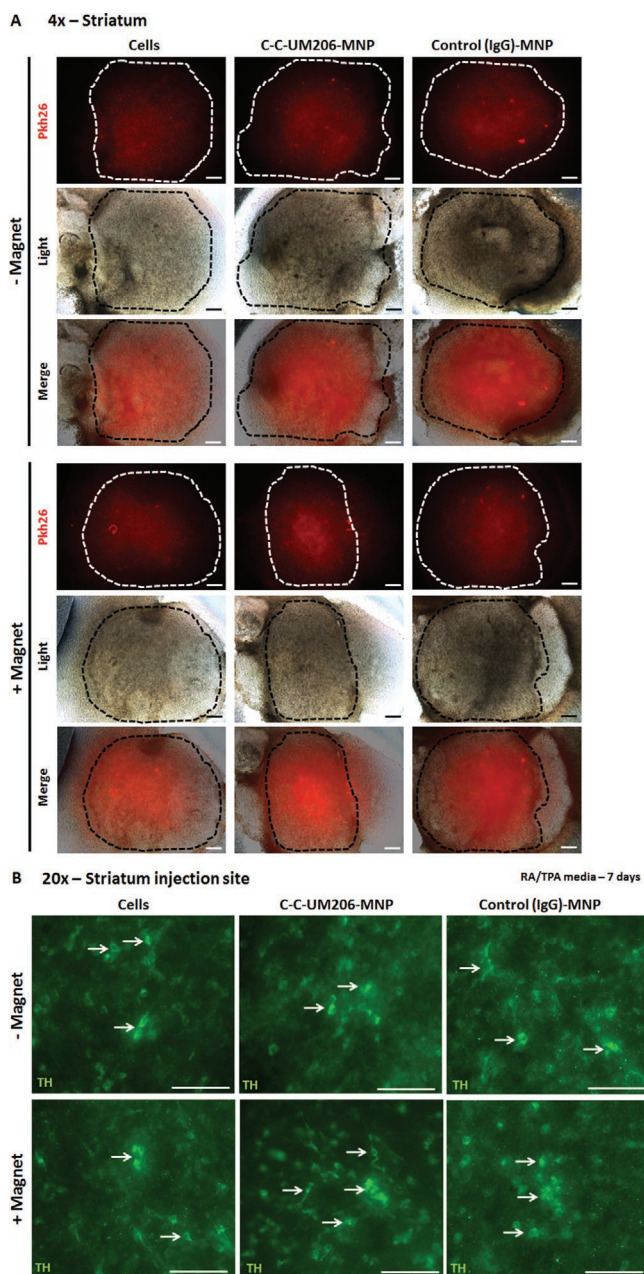 A 4x – Striatum
Cells C-C-UM206-MNP Control (IgG)-MNP
- Magnet
Pkh26
Light
Merge
+ Magnet
Pkh26
Light
Merge
B 20x – Striatum injection site RA/TPA media – 7 days
Cells C-C-UM206-MNP Control (IgG)-MNP
- Magnet
TH TH TH
+ Magnet
TH TH TH